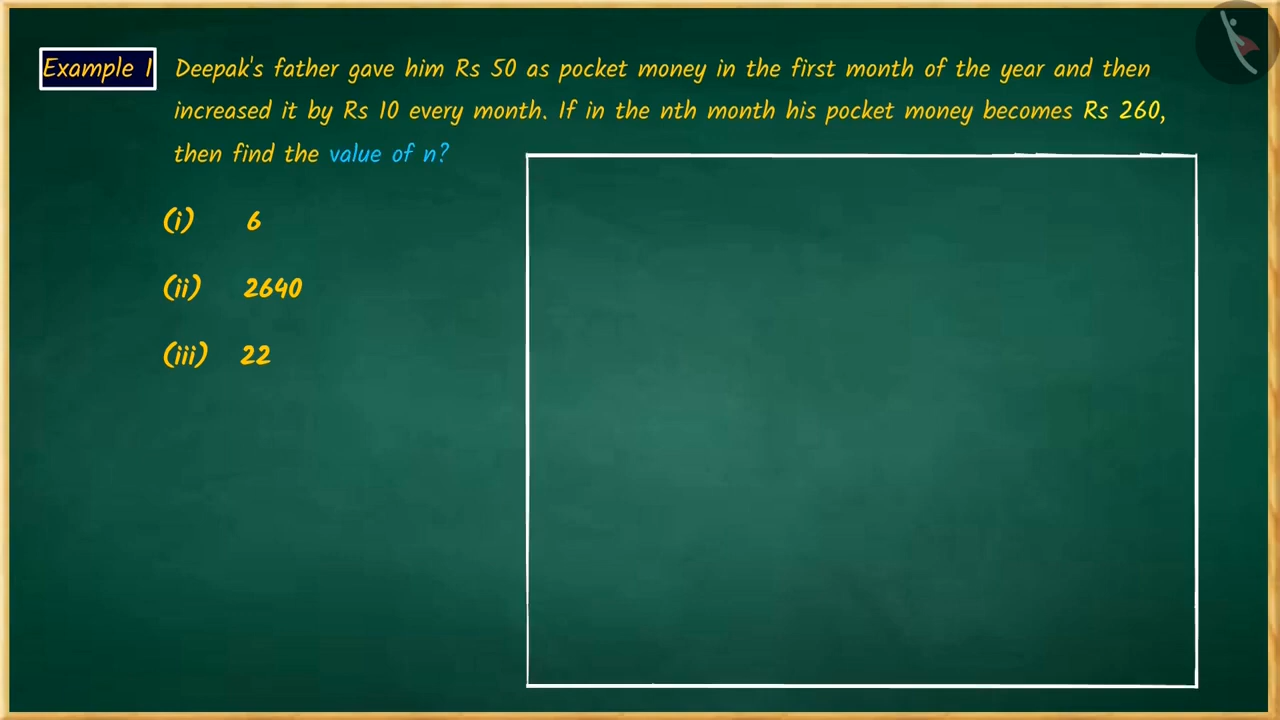 Example 1 Deepak's father gave him Rs 50 as pocket money in the first month of the year and then
increased it by Rs 10 every month. If in the nth month his pocket money becomes Rs 260,
then find the value of n?
(i) 6
(ii) 2640
(iii) 22